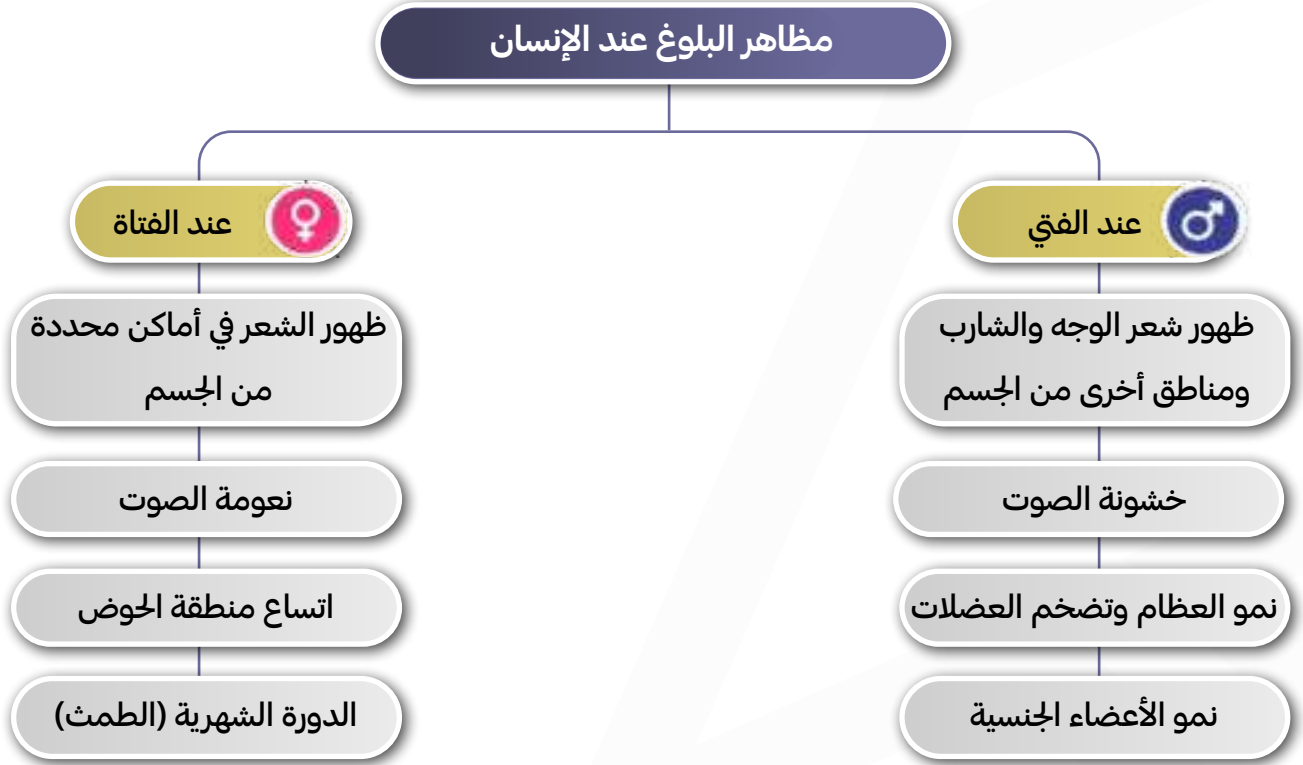 مظاهر البلوغ عند الإنسان
عند الفتي
ظهور شعر الوجه والشارب
ومناطق أخرى من الجسم
خشونة الصوت
نمو العظام وتضخم العضلات
نمو الأعضاء الجنسية
عند الفتاة
ظهور الشعر في أماكن محددة
من الجسم
نعومة الصوت
اتساع منطقة الحوض
الدورة الشهرية (الطمث)